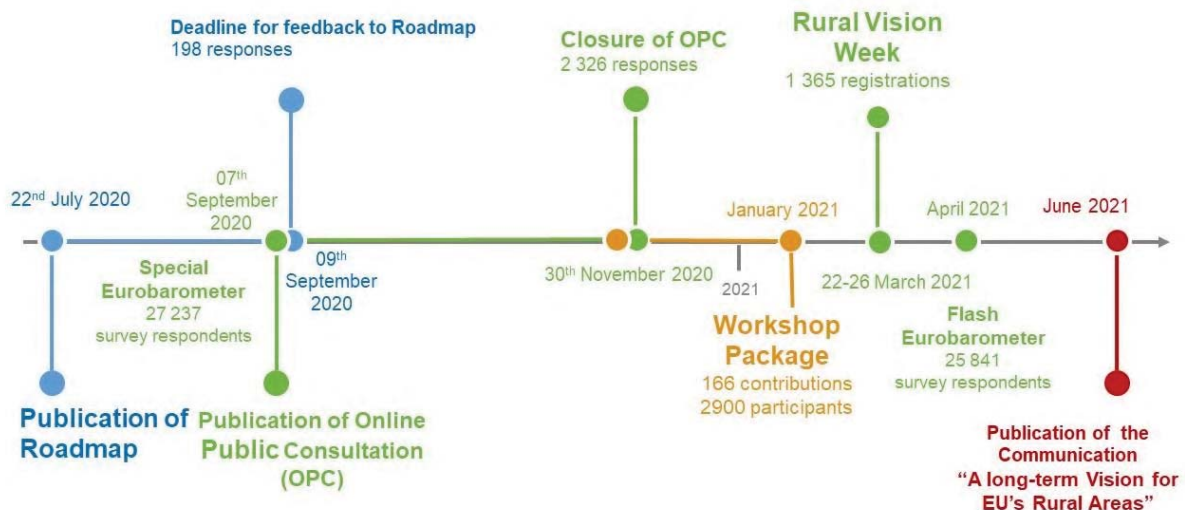 Deadline for feedback to Roadmap
198 responses
Closure of OPC
2 326 responses
Rural Vision
Week
1 365 registrations
22nd July 2020
07th
September
2020
January 2021
April 2021
June 2021
Special
Eurobarometer
27 237
survey respondents
09th
September
2020
30th November 2020
2021
22-26 March 2021
Workshop
Package
166 contributions
2900 participants
Flash
Eurobarometer
25 841
survey respondents
Publication of
Roadmap
Publication of Online
Public Consultation
(OPC)
Publication of the
Communication
“A long-term Vision for
EU’s Rural Areas”